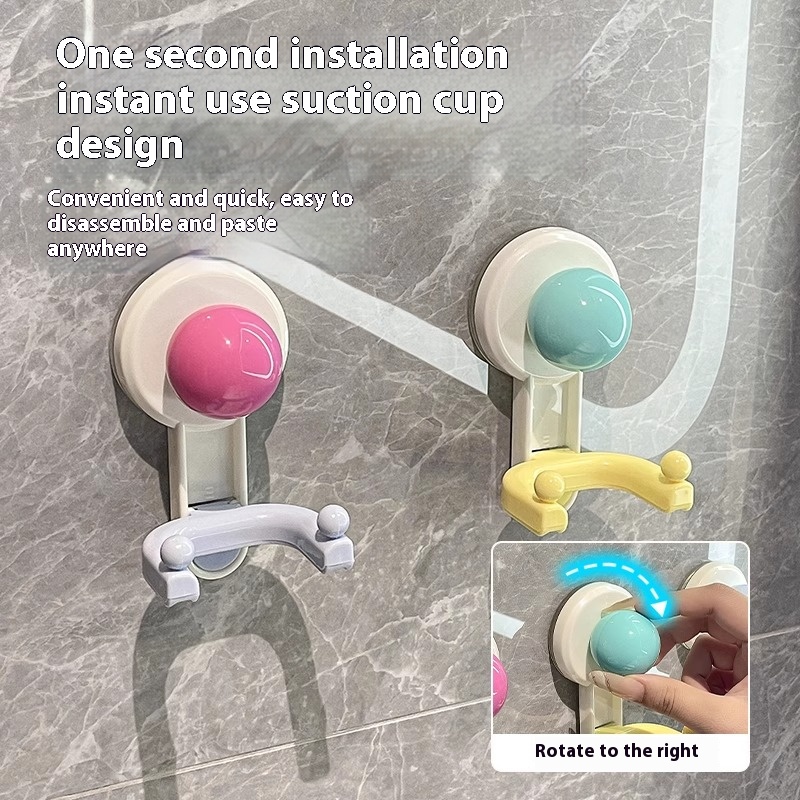 One second installation
instant use suction cup
design
Convenient and quick, easy to
disassemble and paste
anywhere
Rotate to the right